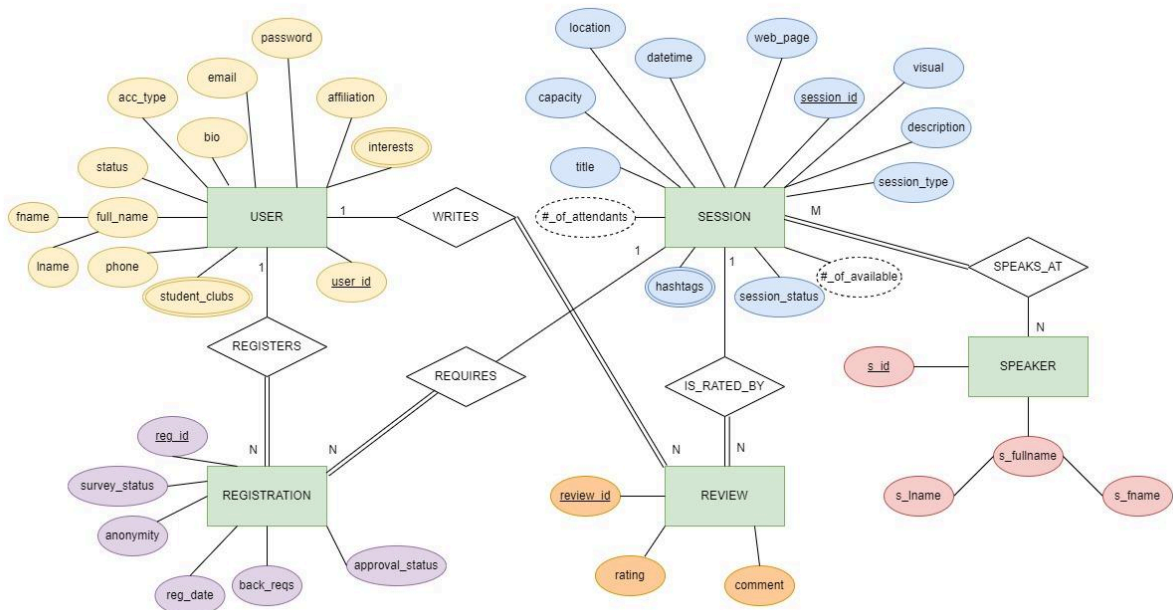 password
location
web_page
datetime
visual
email
acc_type
affiliation
capacity
session_id
bio
interests
description
status
title
session_type
fname
full_name
USER
1
WRITES
#_of_attendants
SESSION
M
lname
phone
student_clubs
1
user_id
1
hashtags
1
session_status
#_of_available
SPEAKS_AT
N
REGISTERS
REQUIRES
IS_RATED_BY
s_id
SPEAKER
reg_id
N
N
N
N
s_fullname
survey_status
REGISTRATION
review_id
REVIEW
s_lname
s_fname
anonymity
reg_date
back_reqs
approval_status
rating
comment